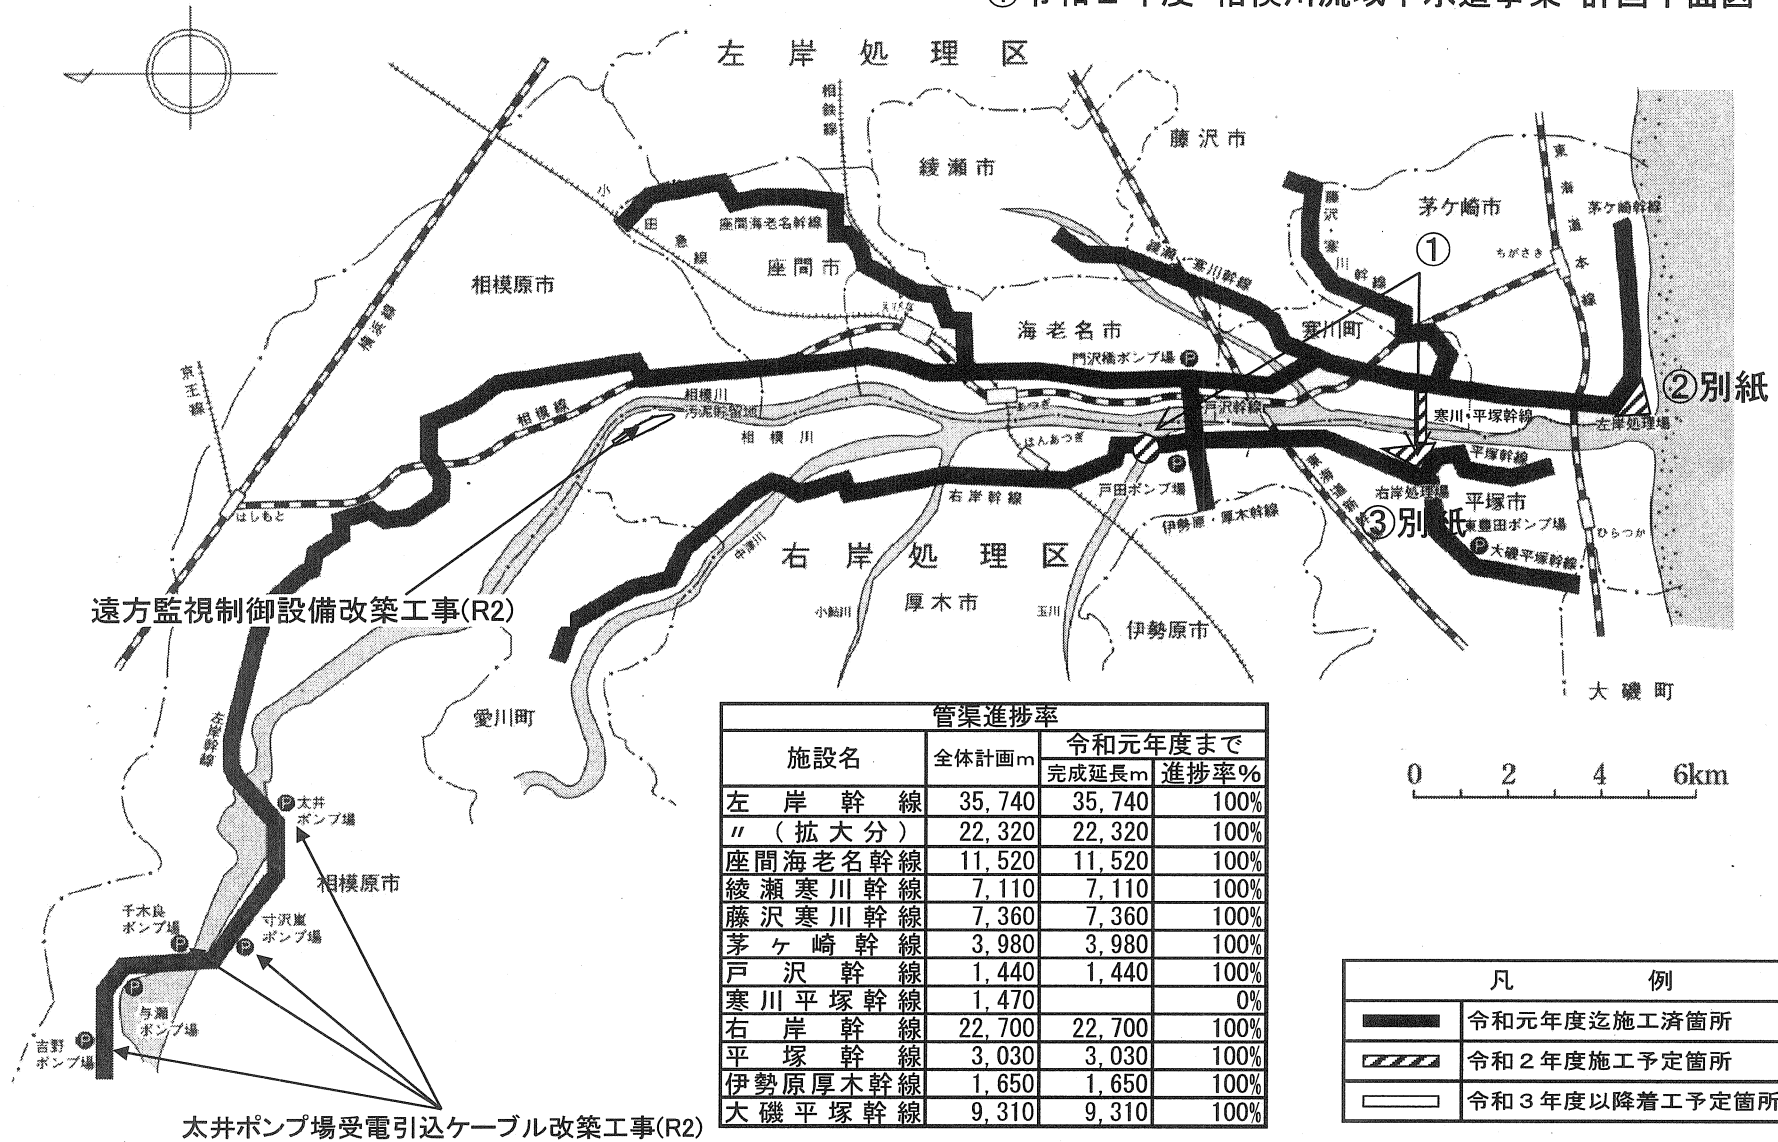 左岸処理区
相鉄線
藤沢市
綾瀬市
小田急線
座間海老名幹線
座間市
藤沢・寒川幹線
茅ケ崎市
茅ケ崎幹線
東海道本線
①
ちがさき
綾瀬・寒川幹線
相模原市
横浜線
海老名市
寒川町
門沢橋ポンプ場
P
京王線
相模線
相模川
汚泥貯留地
相模川
あつぎ
ほんあつぎ
戸沢幹線
寒川・平塚幹線
②別紙
左岸処理場
平塚幹線
P
戸田ポンプ場
右岸幹線
右岸処理場
平塚市
③別紙
東豊田ポンプ場
P
大磯平塚幹線
ひらつか
伊勢原・厚木幹線
はしもと
中津川
右岸処理区
厚木市
小鮎川
玉川
伊勢原市
遠方監視制御設備改築工事(R2)
愛川町
大磯町
左岸幹線
P 太井
ポンプ場
相模原市
千木良
ポンプ場
P
寸沢嵐
ポンプ場
P
P
与瀬
ポンプ場
吉野
ポンプ場
P
太井ポンプ場受電引込ケーブル改築工事(R2)
0 2 4 6km
管渠進捗率
施設名 全体計画m 令和元年度まで
完成延長m 進捗率%
左岸幹線 35,740 35,740 100%
〃(拡大分) 22,320 22,320 100%
座間海老名幹線 11,520 11,520 100%
綾瀬寒川幹線 7,110 7,110 100%
藤沢寒川幹線 7,360 7,360 100%
茅ヶ崎幹線 3,980 3,980 100%
戸沢幹線 1,440 1,440 100%
寒川平塚幹線 1,470 0%
右岸幹線 22,700 22,700 100%
平塚幹線 3,030 3,030 100%
伊勢原厚木幹線 1,650 1,650 100%
大磯平塚幹線 9,310 9,310 100%
凡例
令和元年度迄施工済箇所
令和２年度施工予定箇所
令和３年度以降着工予定箇所